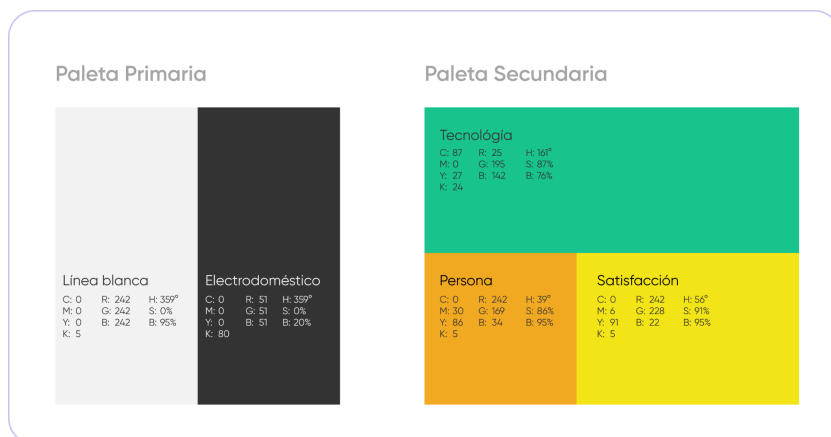 Paleta Primaria
Línea blanca
C: 0 R: 242 H: 359°
M: 0 G: 242 S: 0%
Y: 0 B: 242 B: 95%
K: 5
Electrodoméstico
C: 0 R: 51 H: 359°
M: 0 G: 51 S: 0%
Y: 0 B: 51 B: 20%
K: 80
Paleta Secundaria
Tecnológía
C: 87 R: 25 H: 161°
M: 0 G: 195 S: 87%
Y: 27 B: 142 B: 76%
K: 24
Persona
C: 0 R: 242 H: 39°
M: 30 G: 169 S: 86%
Y: 86 B: 34 B: 95%
K: 5
Satisfacción
C: 0 R: 242 H: 56°
M: 6 G: 228 S: 91%
Y: 91 B: 22 B: 95%
K: 5